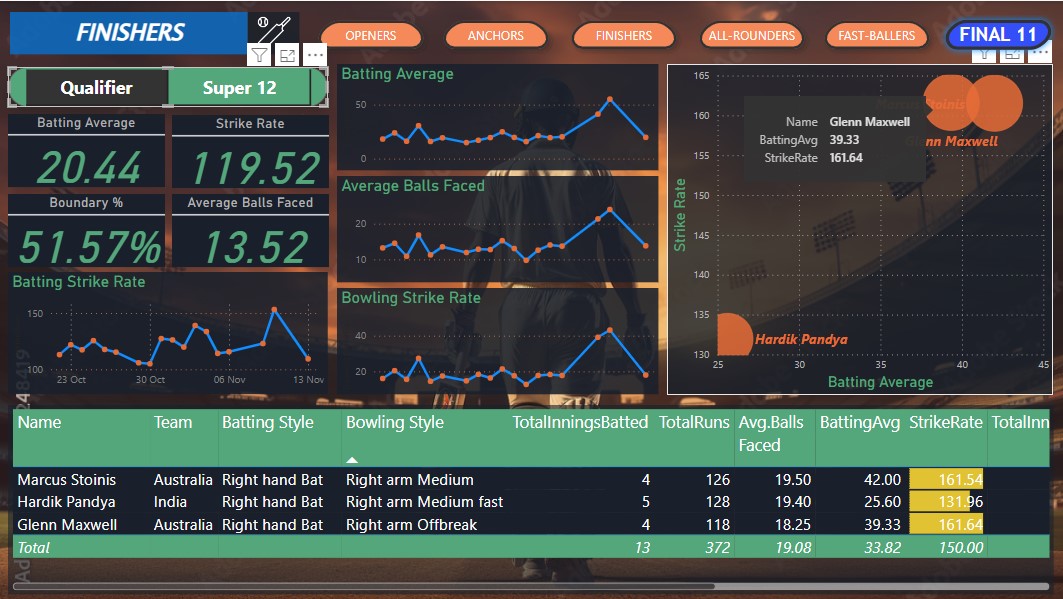 FINISHERS
OPENERS
ANCHORS
FINISHERS
ALL-ROUNDERS
FAST-BALLERS
FINAL 11
Qualifier
Super 12
Batting Average
20.44
Strike Rate
119.52
Boundary %
51.57%
Average Balls Faced
13.52
Batting Strike Rate
150
100
23 Oct
30 Oct
06 Nov
13 Nov
Batting Average
50
0
Average Balls Faced
20
10
Bowling Strike Rate
40
20
165
160
155
150
145
140
135
130
Strike Rate
25
30
35
40
45
Batting Average
Marcus Stoinis
Glenn Maxwell
Hardik Pandya
Name Glenn Maxwell
BattingAvg 39.33
StrikeRate 161.64
Name Team Batting Style Bowling Style TotalInningsBatted TotalRuns Avg.Balls Faced BattingAvg StrikeRate TotalInn
Marcus Stoinis Australia Right hand Bat Right arm Medium 4 126 19.50 42.00 161.54
Hardik Pandya India Right hand Bat Right arm Medium fast 5 128 19.40 25.60 131.96
Glenn Maxwell Australia Right hand Bat Right arm Offbreak 4 118 18.25 39.33 161.64
Total 13 372 19.08 33.82 150.00